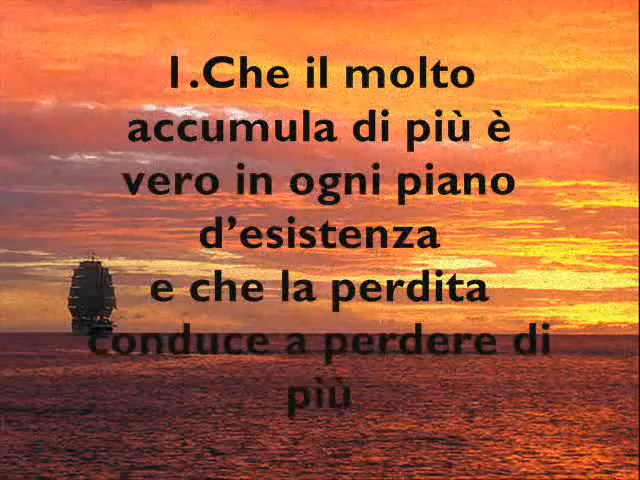 1.Che il molto
accumula di più è
vero in ogni piano
d’esistenza
e che la perdita
conduce a perdere di
più